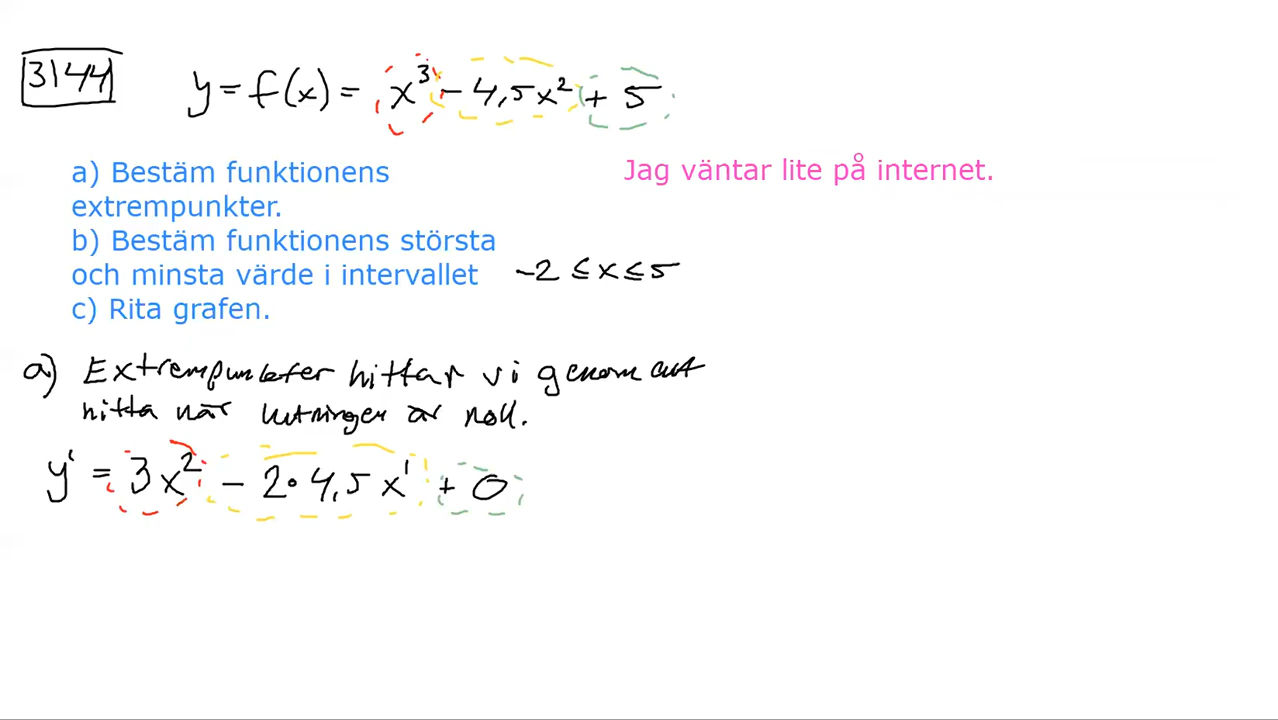 3144
y = f(x) = x³ - 4,5x² + 5
a) Bestäm funktionens
extrempunkter.
Jag väntar lite på internet.
b) Bestäm funktionens största
och minsta värde i intervallet -2 ≤ x ≤ 5
c) Rita grafen.
a) Extrempunkter hittar vi genom att
hitta när lutningen är noll.
y' = 3x² - 2·4,5x¹ + 0